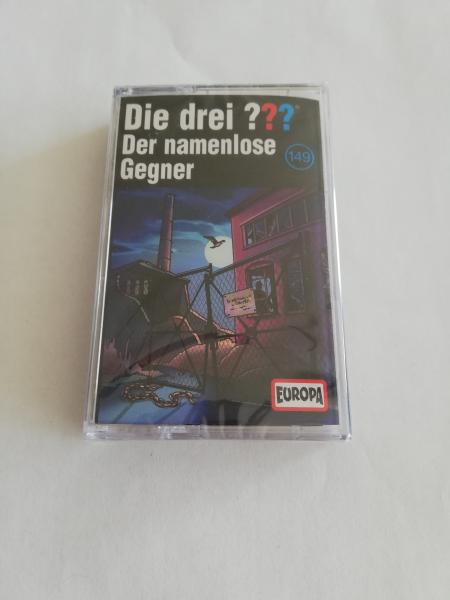 Die drei ???®
Der namenlose
Gegner
149
EUROPA